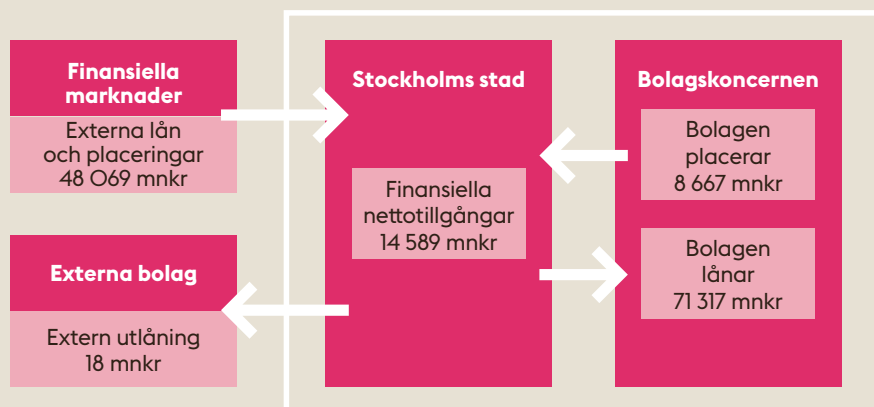 Finansiella
marknader
Externa lån
och placeringar
48 069 mnkr
Externa bolag
Extern utlåning
18 mnkr
Stockholms stad
Finansiella
nettotillgångar
14 589 mnkr
Bolagskoncernen
Bolagen
placerar
8 667 mnkr
Bolagen
lånar
71 317 mnkr